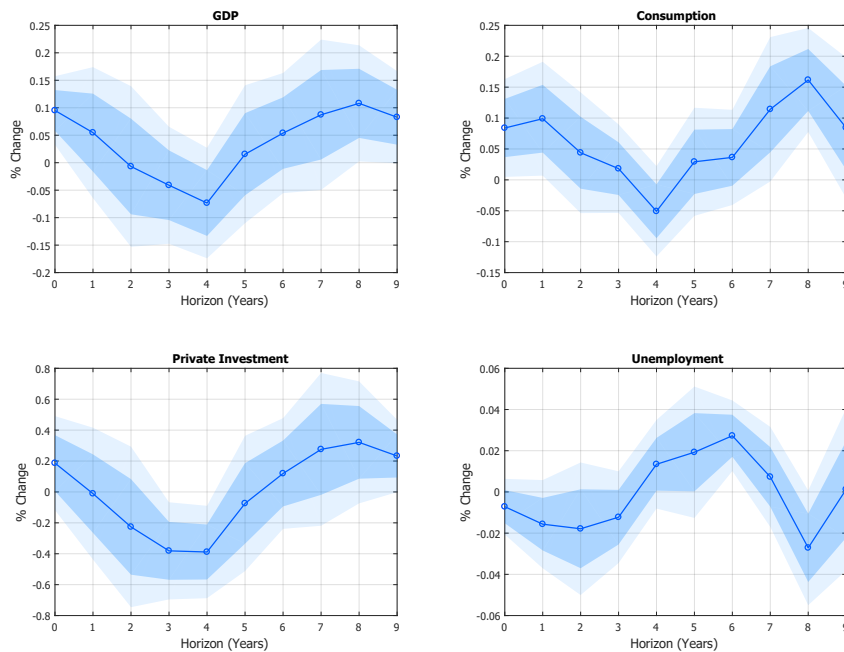 GDP
0.25
0.2
0.15
0.1
0.05
0
-0.05
-0.1
-0.15
-0.2
% Change
0 1 2 3 4 5 6 7 8 9
Horizon (Years)
Consumption
0.25
0.2
0.15
0.1
0.05
0
-0.05
-0.1
-0.15
% Change
0 1 2 3 4 5 6 7 8 9
Horizon (Years)
Private Investment
0.8
0.6
0.4
0.2
0
-0.2
-0.4
-0.6
-0.8
% Change
0 1 2 3 4 5 6 7 8 9
Horizon (Years)
Unemployment
0.06
0.04
0.02
0
-0.02
-0.04
-0.06
% Change
0 1 2 3 4 5 6 7 8 9
Horizon (Years)